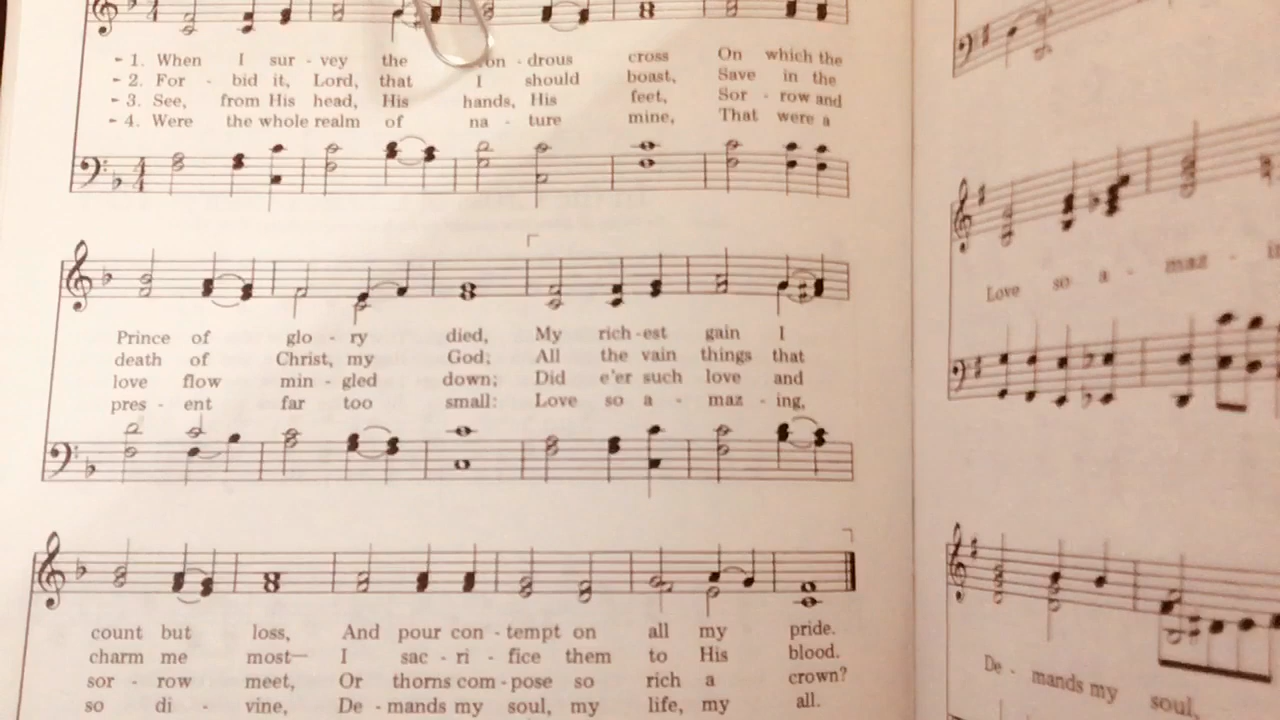 1. When I sur - vey the won - drous cross On which the
2. For - bid it, Lord, that I should boast, Save in the
3. See, from His head, His hands, His feet, Sor - row and
4. Were the whole realm of na - ture mine, That were a
Prince of glo - ry died, My rich - est gain I
death of Christ, my God; All the vain things that
love flow min - gled down; Did e'er such love and
pres - ent far too small: Love so a - maz - ing,
count but loss, And pour con - tempt on all my pride.
charm me most— I sac - ri - fice them to His blood.
sor - row meet, Or thorns com - pose so rich a crown?
so di - vine, De - mands my soul, my life, my all.
Love so a - maz -
De - mands my soul,